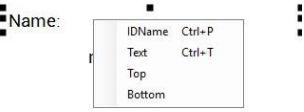 Name:
IDName Ctrl+P
Text Ctrl+T
Top
Bottom